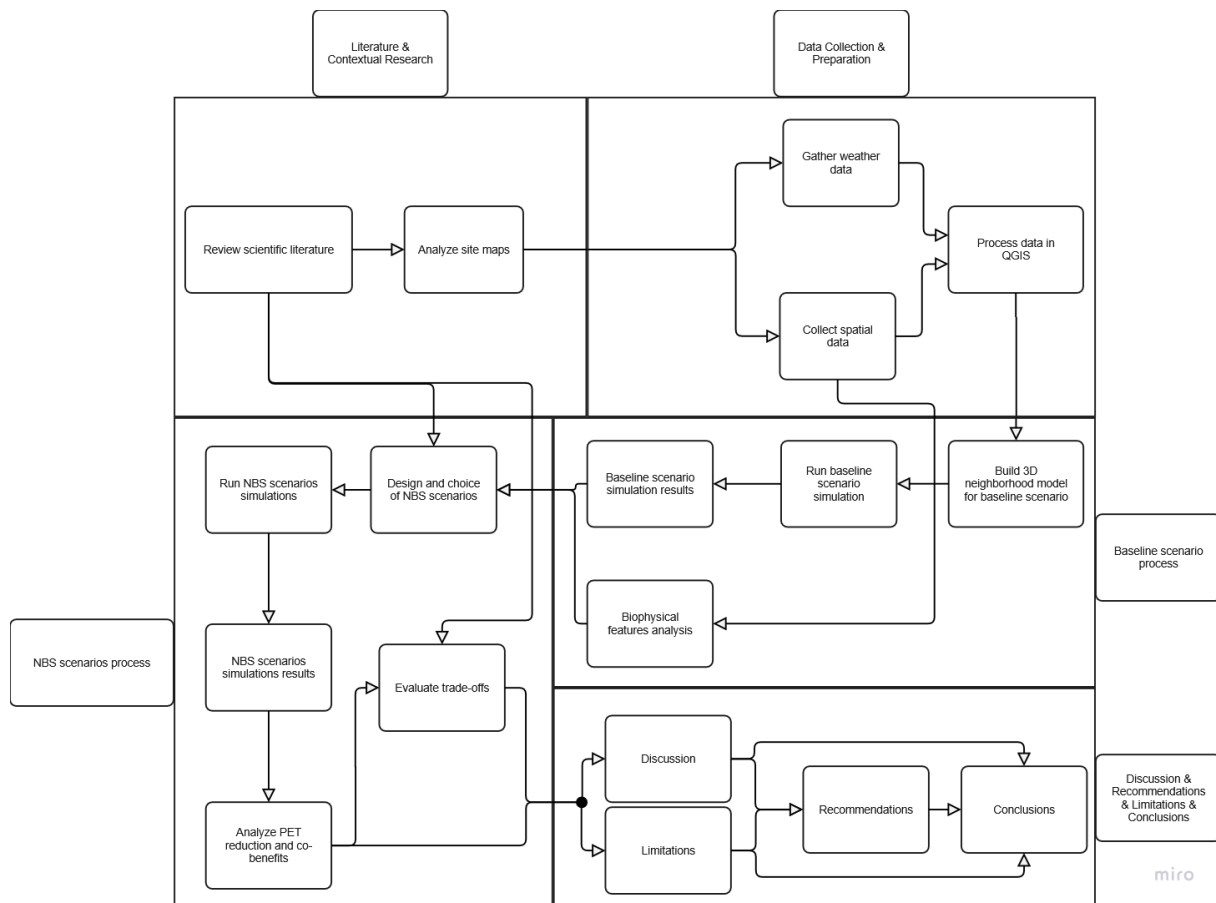 Literature &
Contextual Research
Data Collection &
Preparation
Gather weather
data
Review scientific literature
Analyze site maps
Process data in
QGIS
Collect spatial
data
Run NBS scenarios
simulations
Design and choice
of NBS scenarios
Baseline scenario
simulation results
Run baseline
scenario
simulation
Build 3D
neighborhood model
for baseline scenario
Baseline scenario
process
Biophysical
features analysis
NBS scenarios process
NBS scenarios
simulations results
Evaluate trade-offs
Discussion
Recommendations
Conclusions
Discussion &
Recommendations
& Limitations &
Conclusions
Analyze PET
reduction and co-
benefits
Limitations
miro